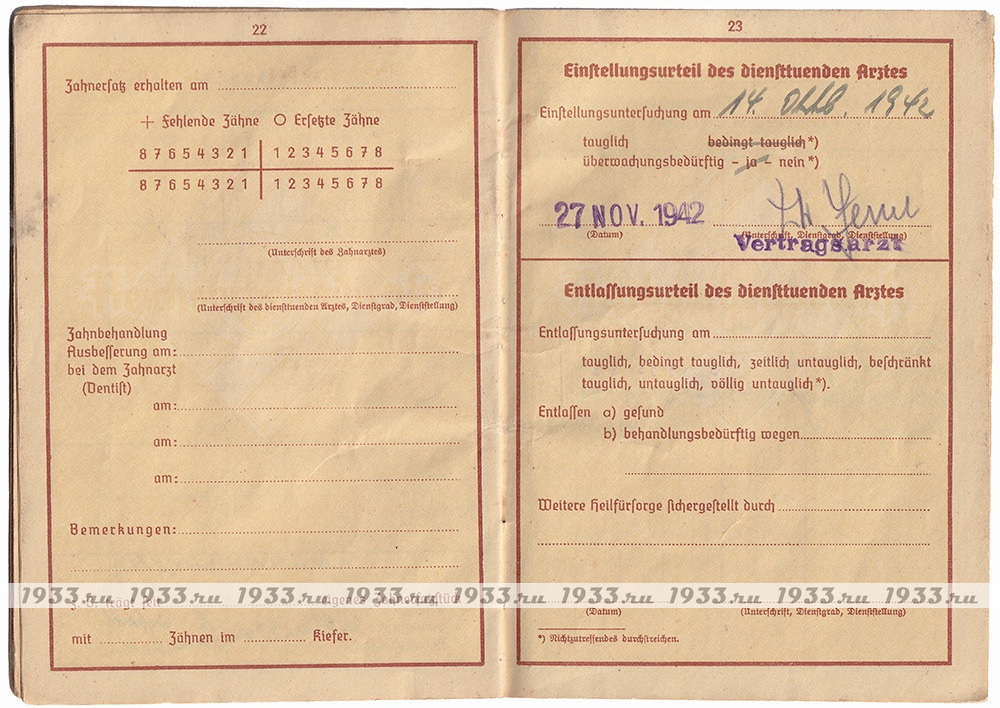 22
Zahnersatz erhalten am
+ Fehlende Zähne O Ersetzte Zähne
8 7 6 5 4 3 2 1 | 1 2 3 4 5 6 7 8
8 7 6 5 4 3 2 1 | 1 2 3 4 5 6 7 8
(Unterschrift des Zahnarztes)
(Unterschrift des diensttuenden Arztes, Dienstgrad, Dienststellung)
Zahnbehandlung
Ausbesserung am:
bei dem Zahnarzt
(Dentist)
am:
am:
am:
Bemerkungen:
z. B. trägt seit eigenes Zahnersatzstück
mit Zähnen im Kiefer.
23
Einstellungsurteil des diensttuenden Arztes
Einstellungsuntersuchung am 14. Oktb. 1942
tauglich bedingt tauglich*)
überwachungsbedürftig – ja – nein*)
27 NOV. 1942
(Datum) (Unterschrift, Dienstgrad, Dienststellung)
Vertragsarzt
Entlassungsurteil des diensttuenden Arztes
Entlassungsuntersuchung am
tauglich, bedingt tauglich, zeitlich untauglich, beschränkt
tauglich, untauglich, völlig untauglich*).
Entlassen a) gesund
b) behandlungsbedürftig wegen
Weitere Heilfürsorge sichergestellt durch
(Datum) (Unterschrift, Dienstgrad, Dienststellung)
*) Nichtzutreffendes durchstreichen.
1933.ru 1933.ru 1933.ru 1933.ru 1933.ru 1933.ru 1933.ru 1933.ru 1933.ru